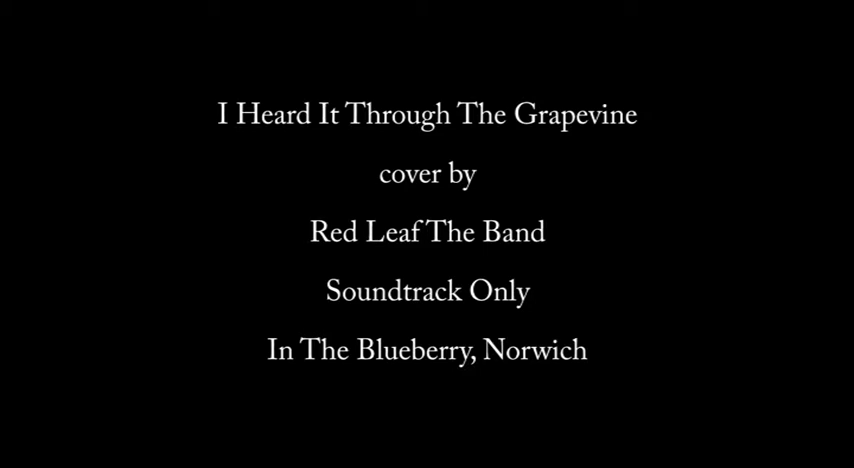 I Heard It Through The Grapevine
cover by
Red Leaf The Band
Soundtrack Only
In The Blueberry, Norwich